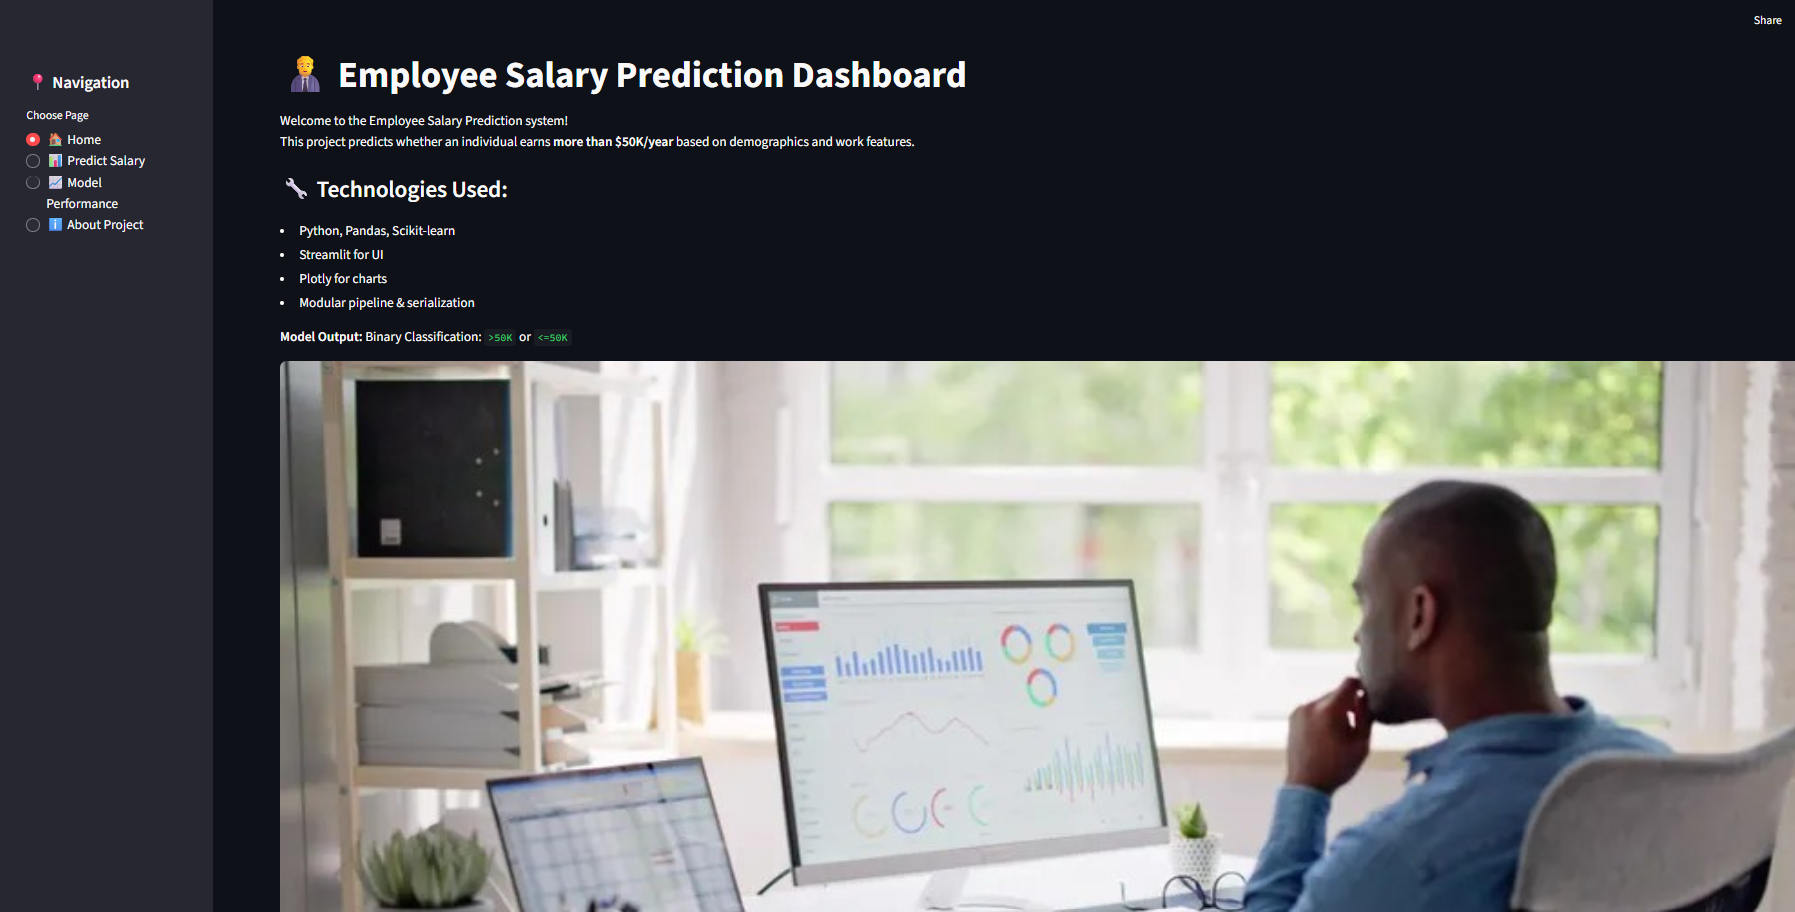 Share
Navigation
Choose Page
Home
Predict Salary
Model
Performance
About Project
Employee Salary Prediction Dashboard
Welcome to the Employee Salary Prediction system!
This project predicts whether an individual earns more than $50K/year based on demographics and work features.
Technologies Used:
• Python, Pandas, Scikit-learn
• Streamlit for UI
• Plotly for charts
• Modular pipeline & serialization
Model Output: Binary Classification: >50K or <=50K